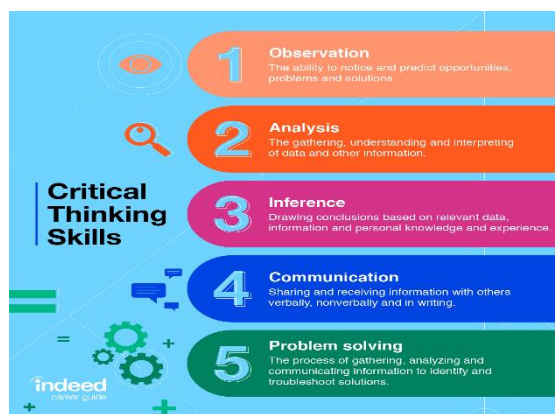 Critical
Thinking
Skills
1
Observation
The ability to notice and predict opportunities,
problems and solutions
2
Analysis
The gathering, understanding and interpreting
of data and other information.
3
Inference
Drawing conclusions based on relevant data,
information and personal knowledge and experience.
4
Communication
Sharing and receiving information with others
verbally, nonverbally and in writing.
5
Problem solving
The process of gathering, analyzing and
communicating information to identify and
troubleshoot solutions.
indeed
career guide